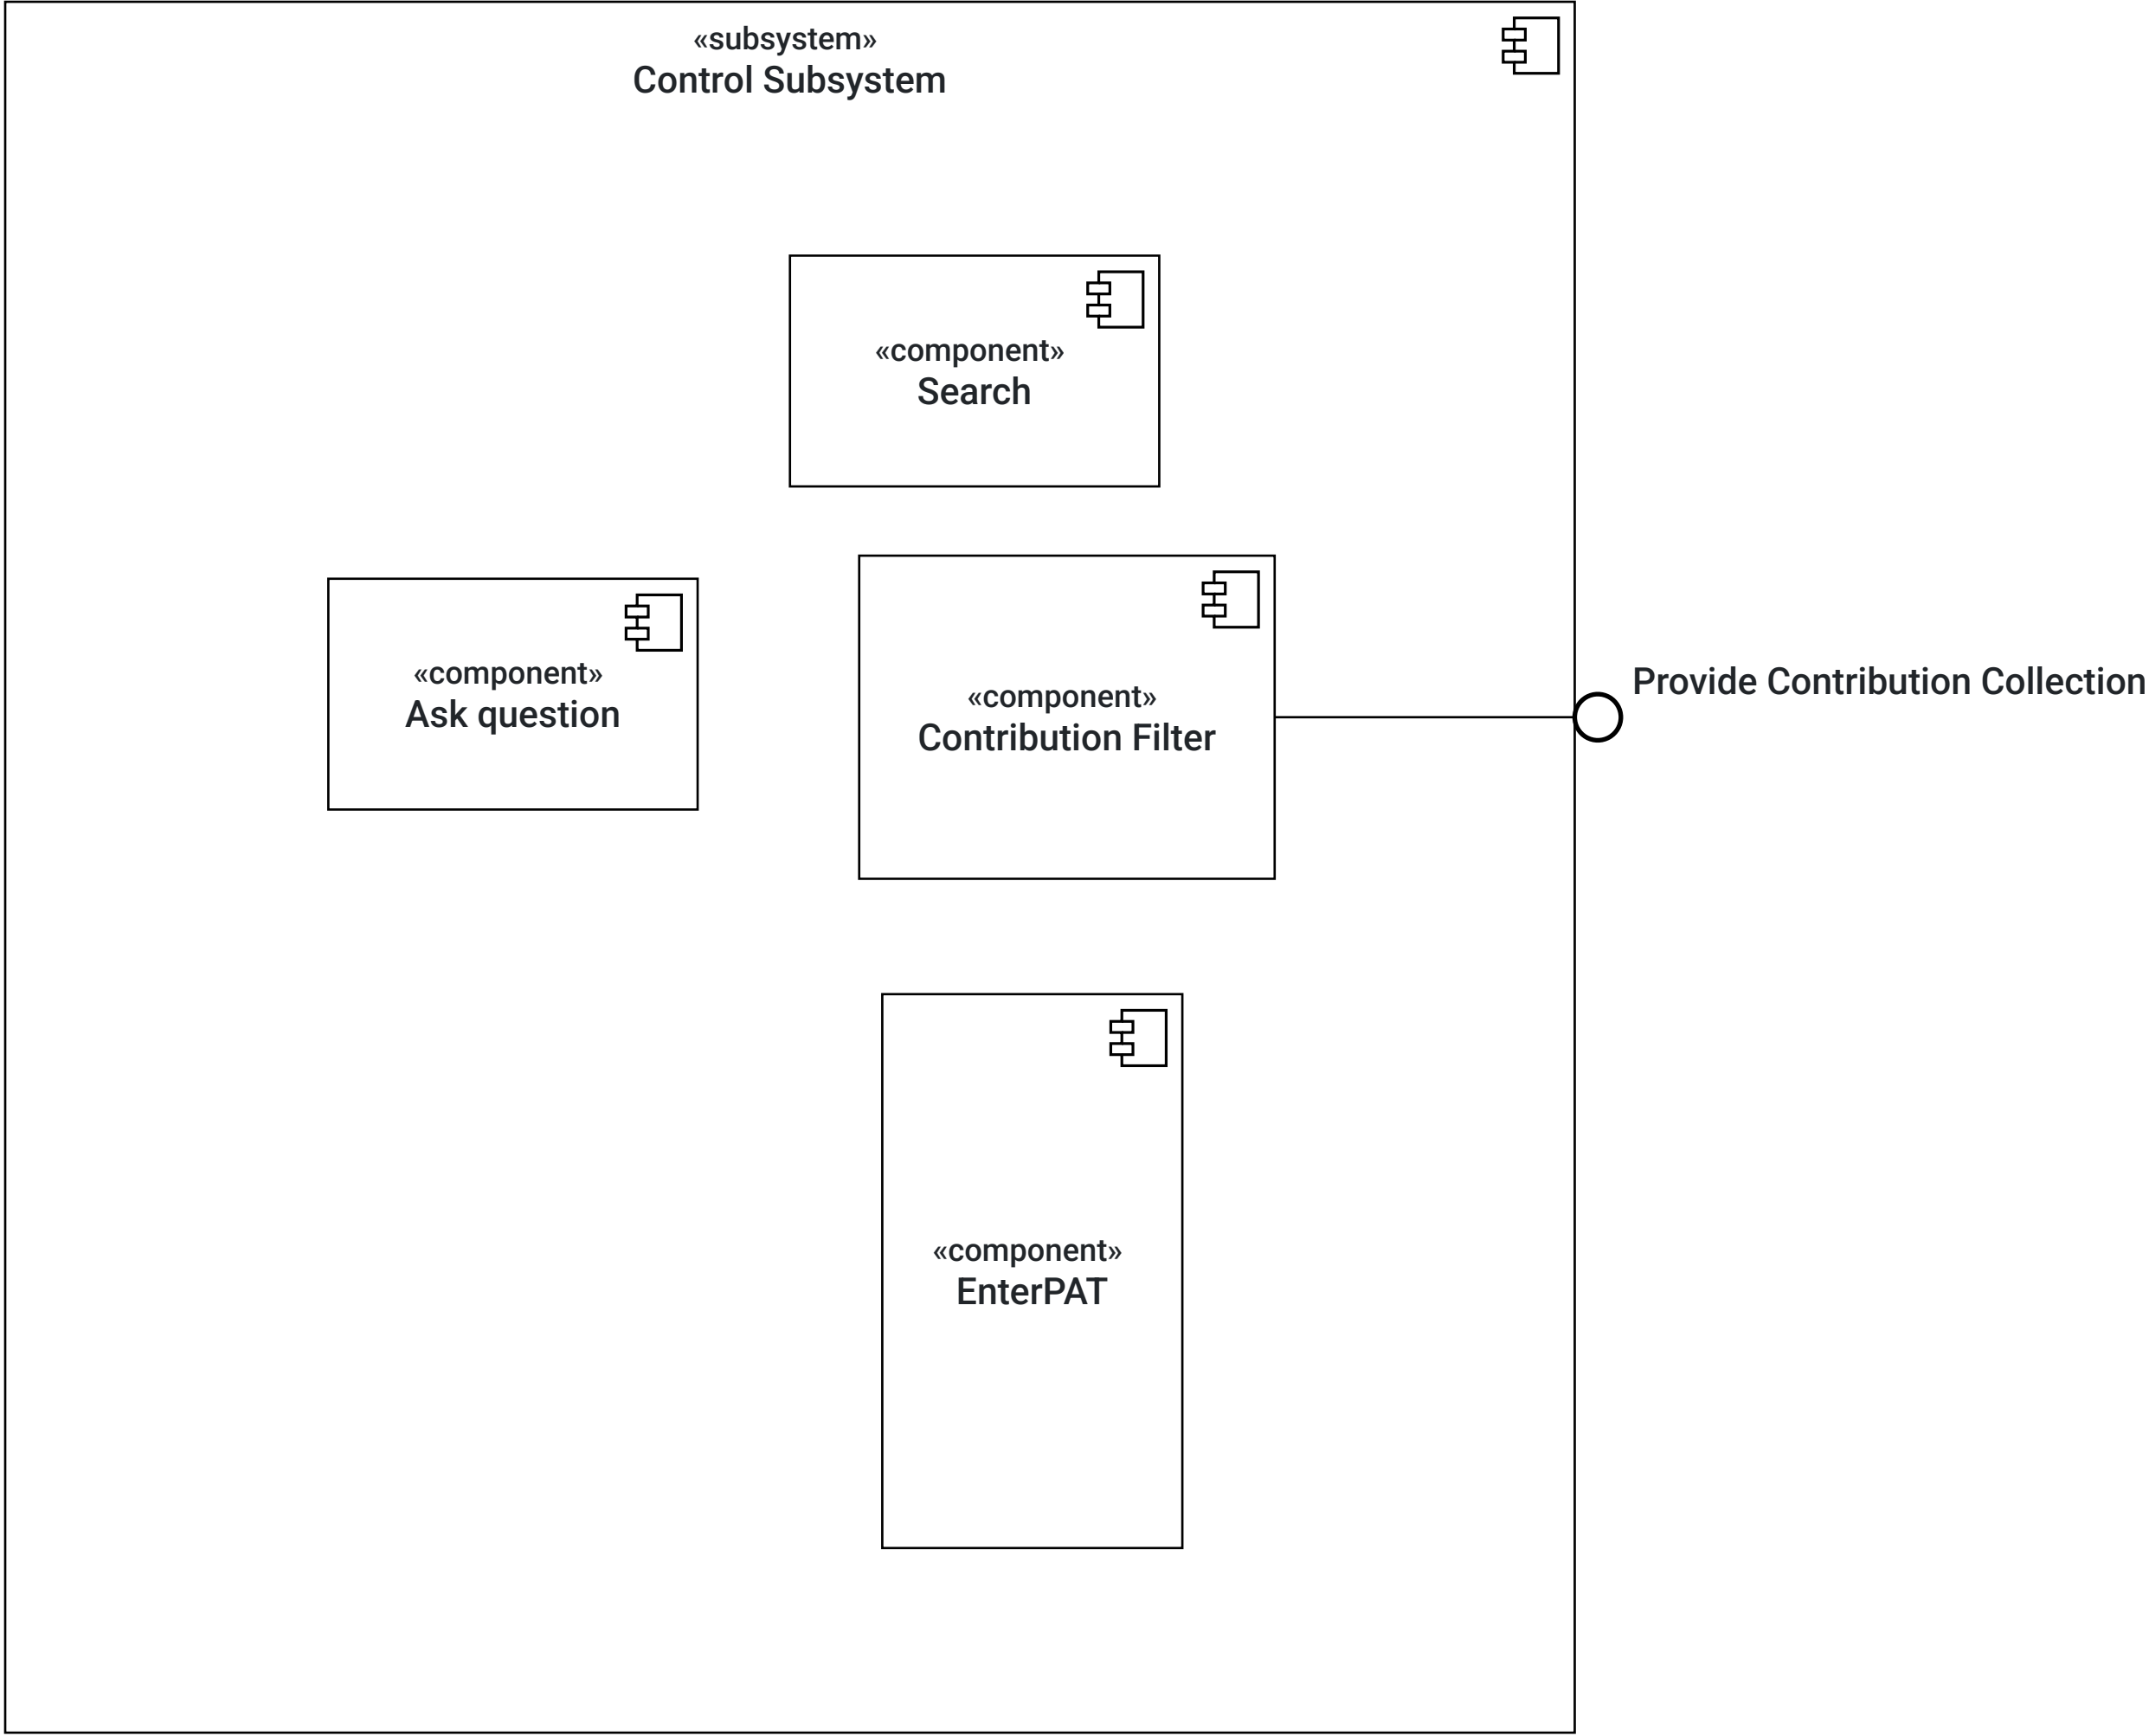 «subsystem»
Control Subsystem
«component»
Search
«component»
Ask question
«component»
Contribution Filter
Provide Contribution Collection
«component»
EnterPAT